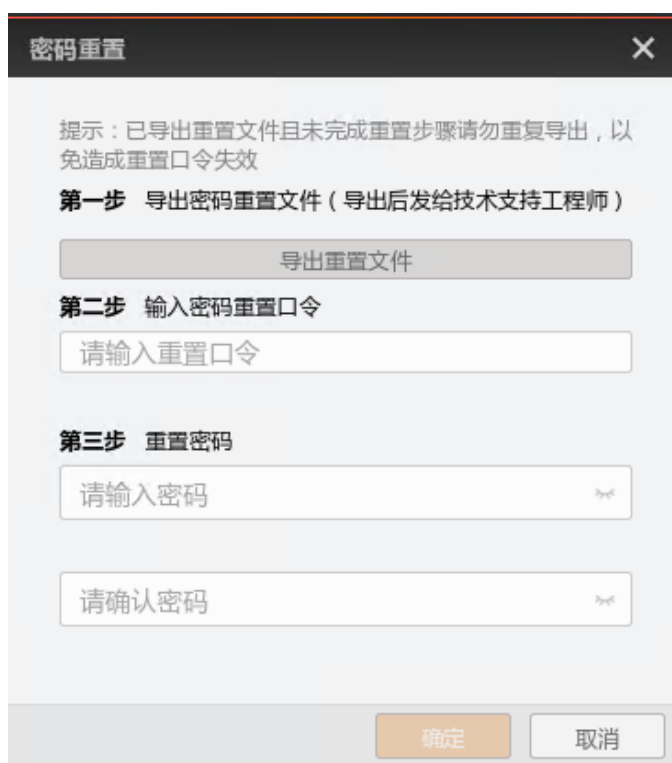 密码重置
提示：已导出重置文件且未完成重置步骤请勿重复导出，以
免造成重置口令失效
第一步 导出密码重置文件（导出后发给技术支持工程师）
导出重置文件
第二步 输入密码重置口令
请输入重置口令
第三步 重置密码
请输入密码
请确认密码
确定 取消